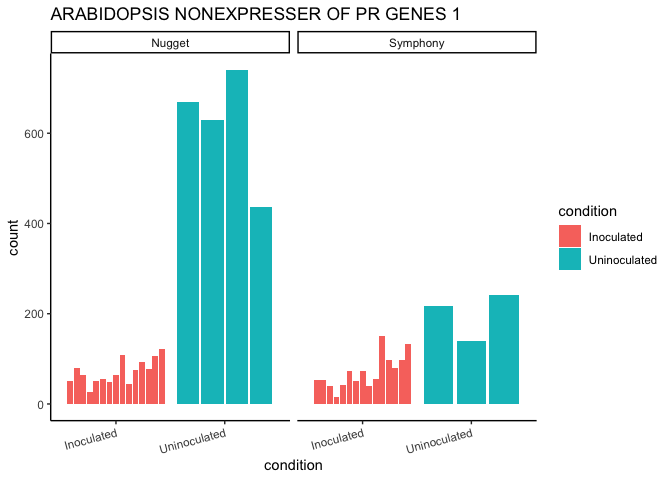 ARABIDOPSIS NONEXPRESSER OF PR GENES 1
Nugget
Symphony
600
400
200
0
count
Inoculated
Uninoculated
Inoculated
Uninoculated
condition
condition
Inoculated
Uninoculated